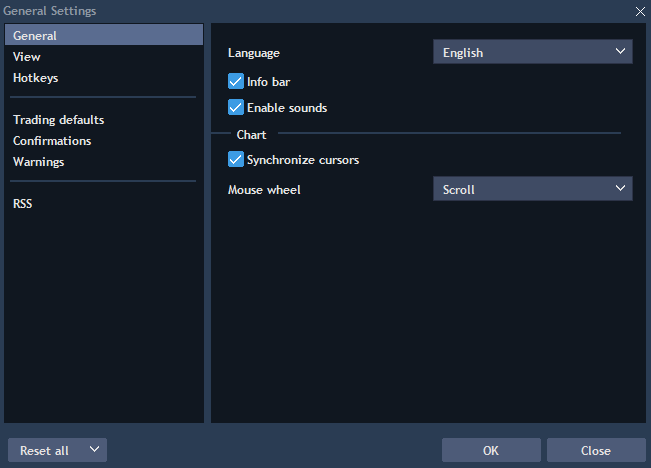 General Settings
General
View
Hotkeys
Trading defaults
Confirmations
Warnings
RSS
Language English
Info bar
Enable sounds
Chart
Synchronize cursors
Mouse wheel Scroll
Reset all OK Close